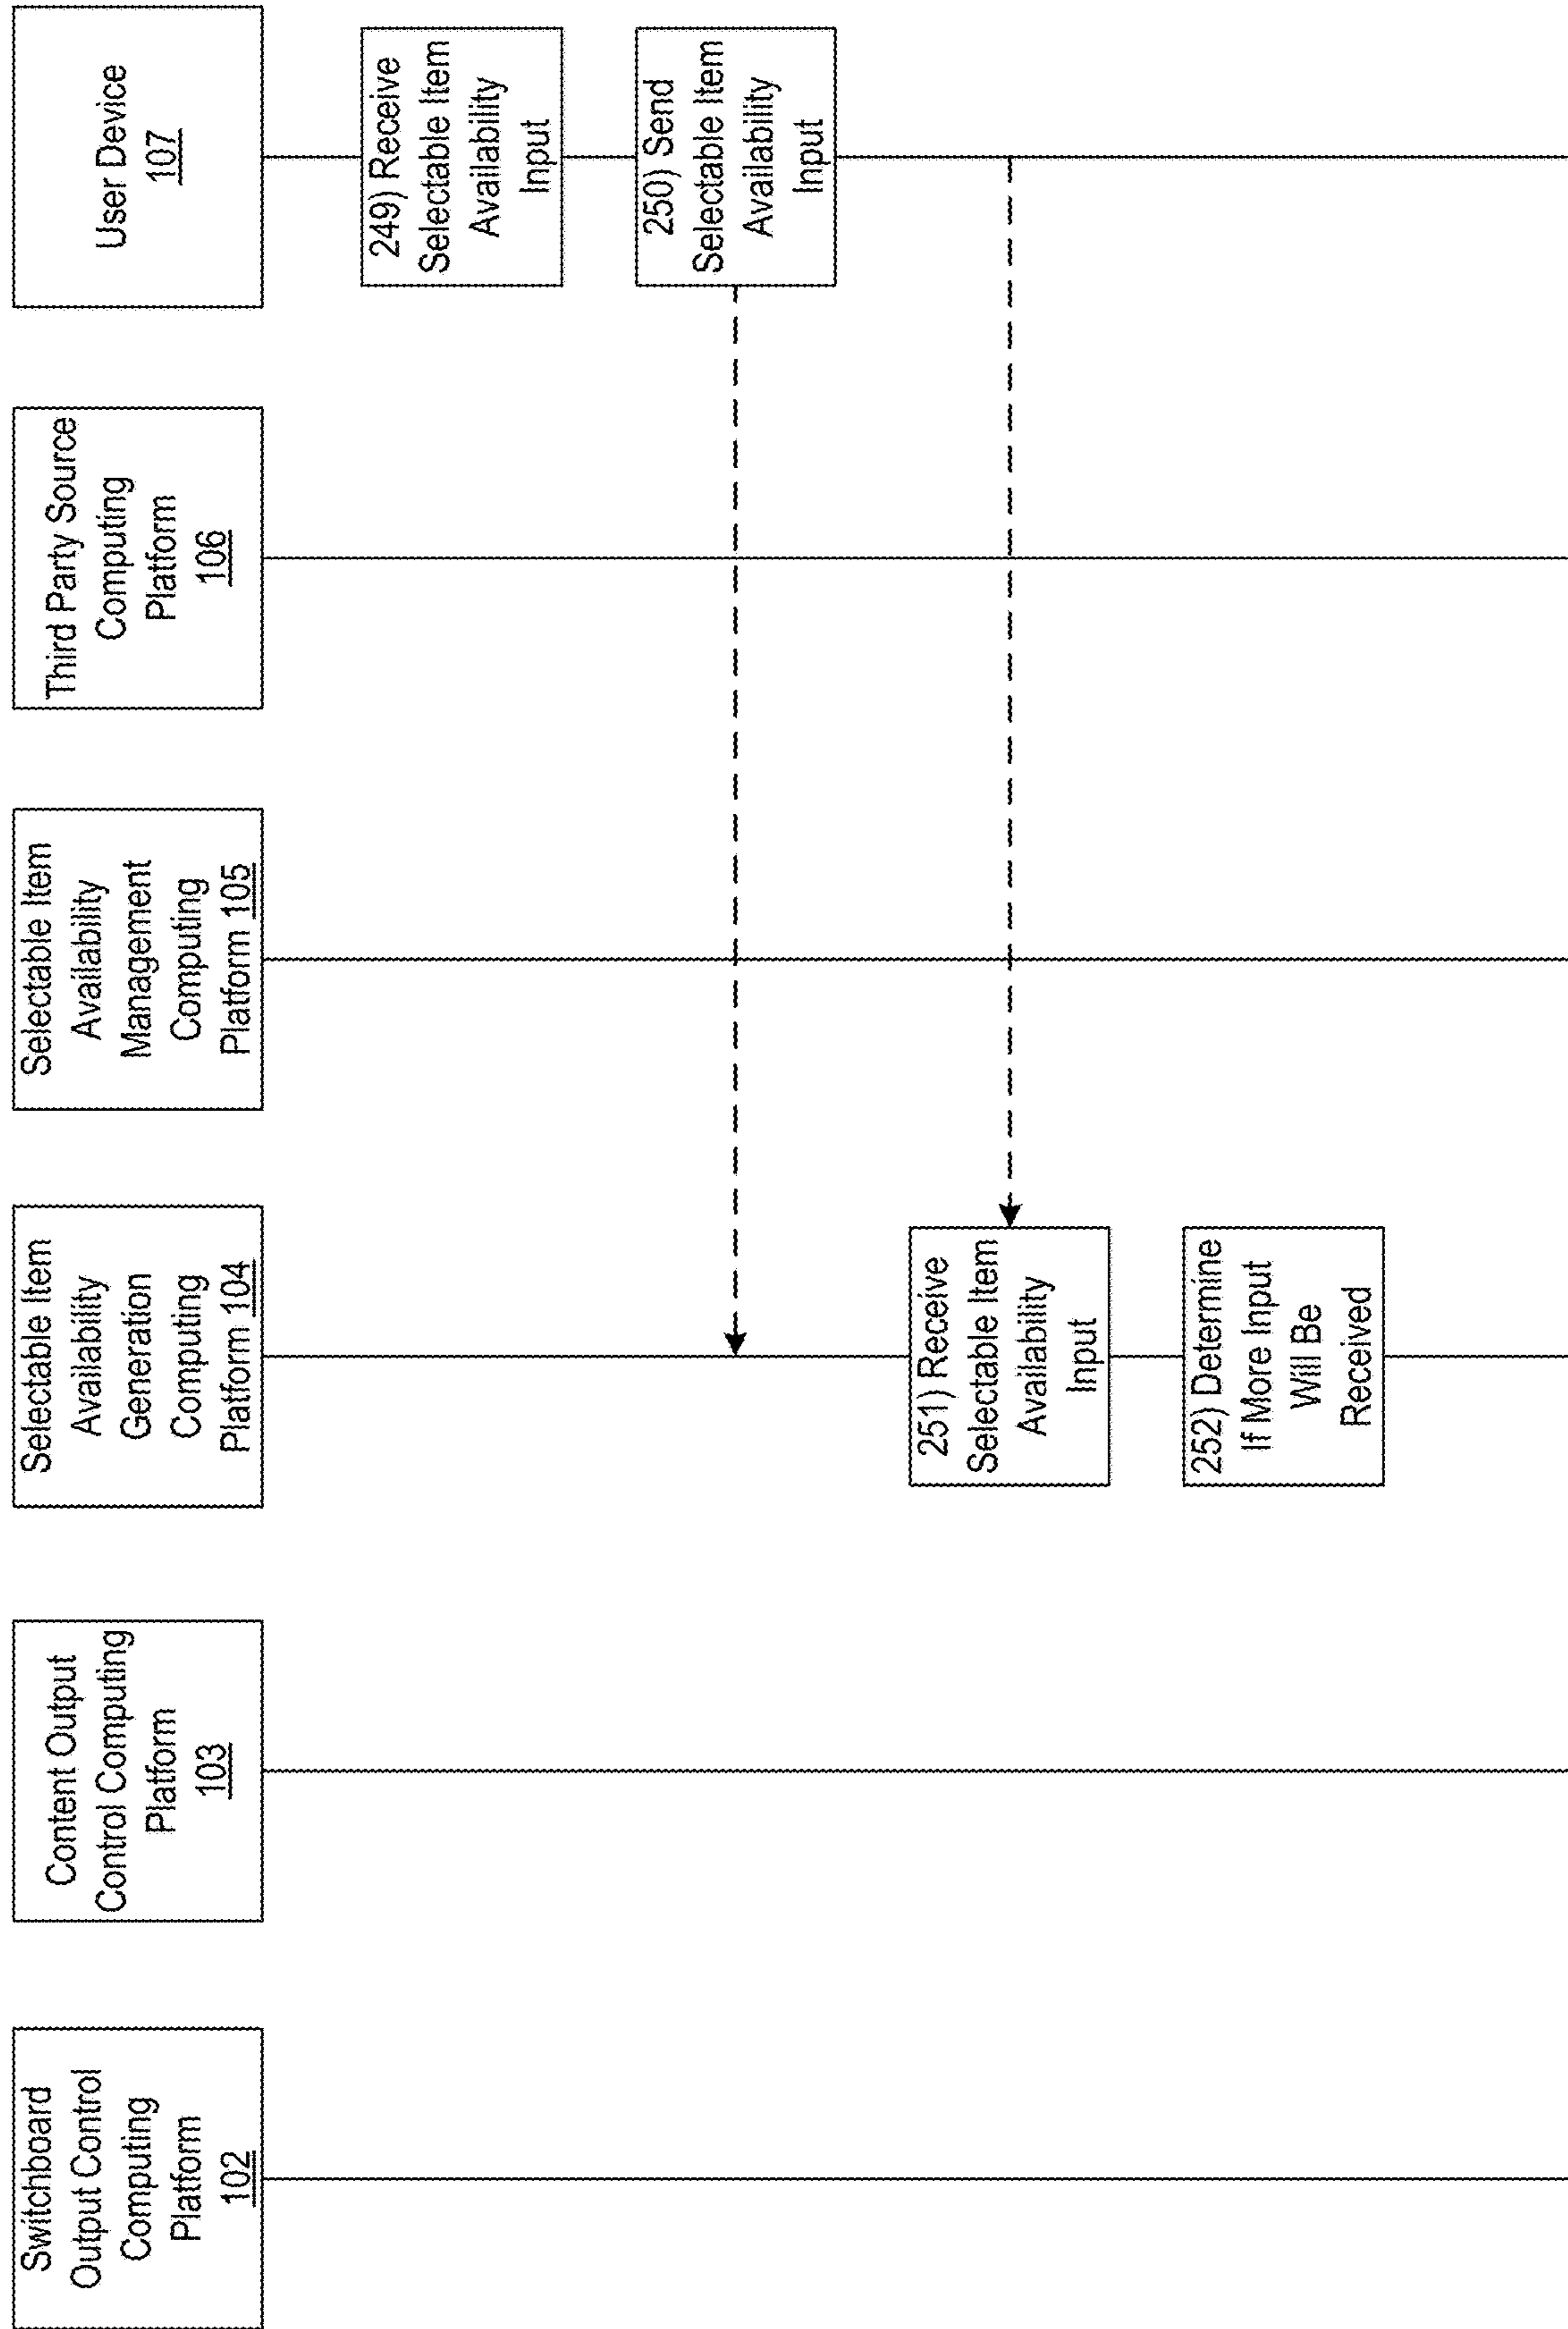 Switchboard
Output Control
Computing
Platform
102
Content Output
Control Computing
Platform
103
Selectable Item
Availability
Generation
Computing
Platform 104
Selectable Item
Availability
Management
Computing
Platform 105
Third Party Source
Computing
Platform
106
User Device
107
249) Receive
Selectable Item
Availability
Input
250) Send
Selectable Item
Availability
Input
251) Receive
Selectable Item
Availability
Input
252) Determine
If More Input
Will Be
Received